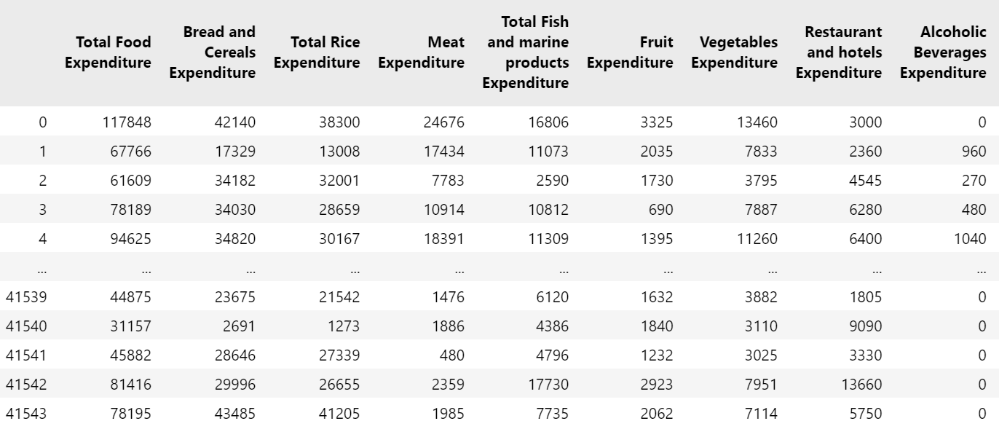 Total Food Expenditure Bread and Cereals Expenditure Total Rice Expenditure Meat Expenditure Total Fish and marine products Expenditure Fruit Expenditure Vegetables Expenditure Restaurant and hotels Expenditure Alcoholic Beverages Expenditure
0 117848 42140 38300 24676 16806 3325 13460 3000 0
1 67766 17329 13008 17434 11073 2035 7833 2360 960
2 61609 34182 32001 7783 2590 1730 3795 4545 270
3 78189 34030 28659 10914 10812 690 7887 6280 480
4 94625 34820 30167 18391 11309 1395 11260 6400 1040
... ... ... ... ... ... ... ... ... ...
41539 44875 23675 21542 1476 6120 1632 3882 1805 0
41540 31157 2691 1273 1886 4386 1840 3110 9090 0
41541 45882 28646 27339 480 4796 1232 3025 3330 0
41542 81416 29996 26655 2359 17730 2923 7951 13660 0
41543 78195 43485 41205 1985 7735 2062 7114 5750 0